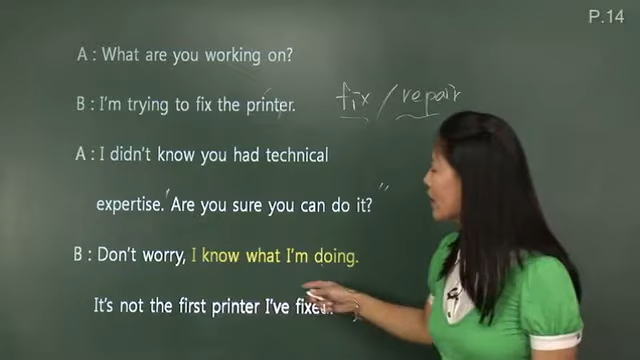 P.14
A : What are you working on?
B : I'm trying to fix the printer.
fix / repair
A : I didn't know you had technical
expertise. "Are you sure you can do it?"
B : Don't worry, I know what I'm doing.
It's not the first printer I've fixed.